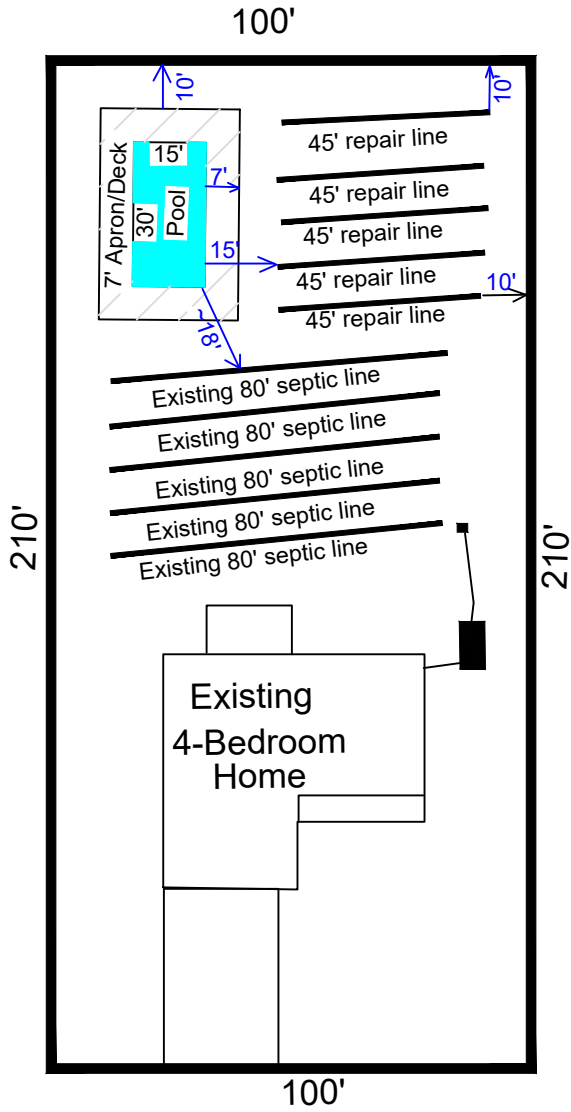 100'
10'
10'
45' repair line
15'
7'
7' Apron/Deck
30'
Pool
45' repair line
45' repair line
15'
45' repair line
10'
45' repair line
~18'
Existing 80' septic line
Existing 80' septic line
Existing 80' septic line
Existing 80' septic line
Existing 80' septic line
210'
210'
Existing
4-Bedroom
Home
100'